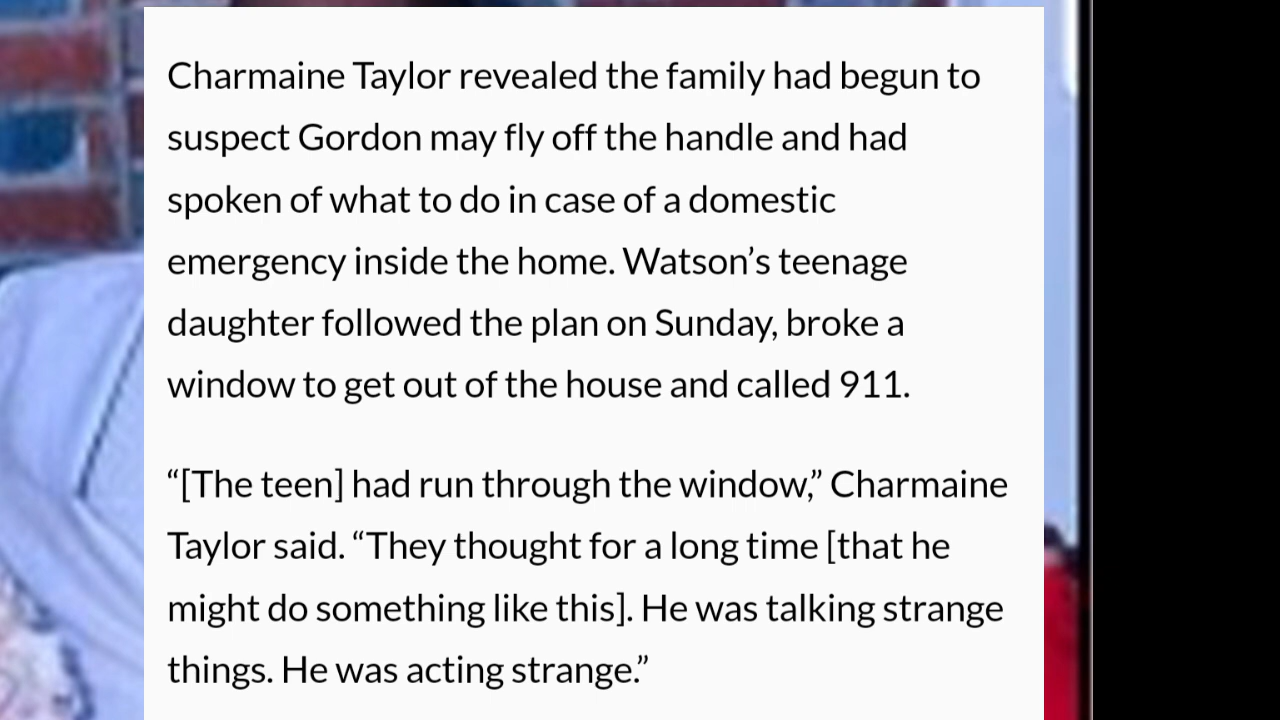 Charmaine Taylor revealed the family had begun to
suspect Gordon may fly off the handle and had
spoken of what to do in case of a domestic
emergency inside the home. Watson’s teenage
daughter followed the plan on Sunday, broke a
window to get out of the house and called 911.
“[The teen] had run through the window,” Charmaine
Taylor said. “They thought for a long time [that he
might do something like this]. He was talking strange
things. He was acting strange.”